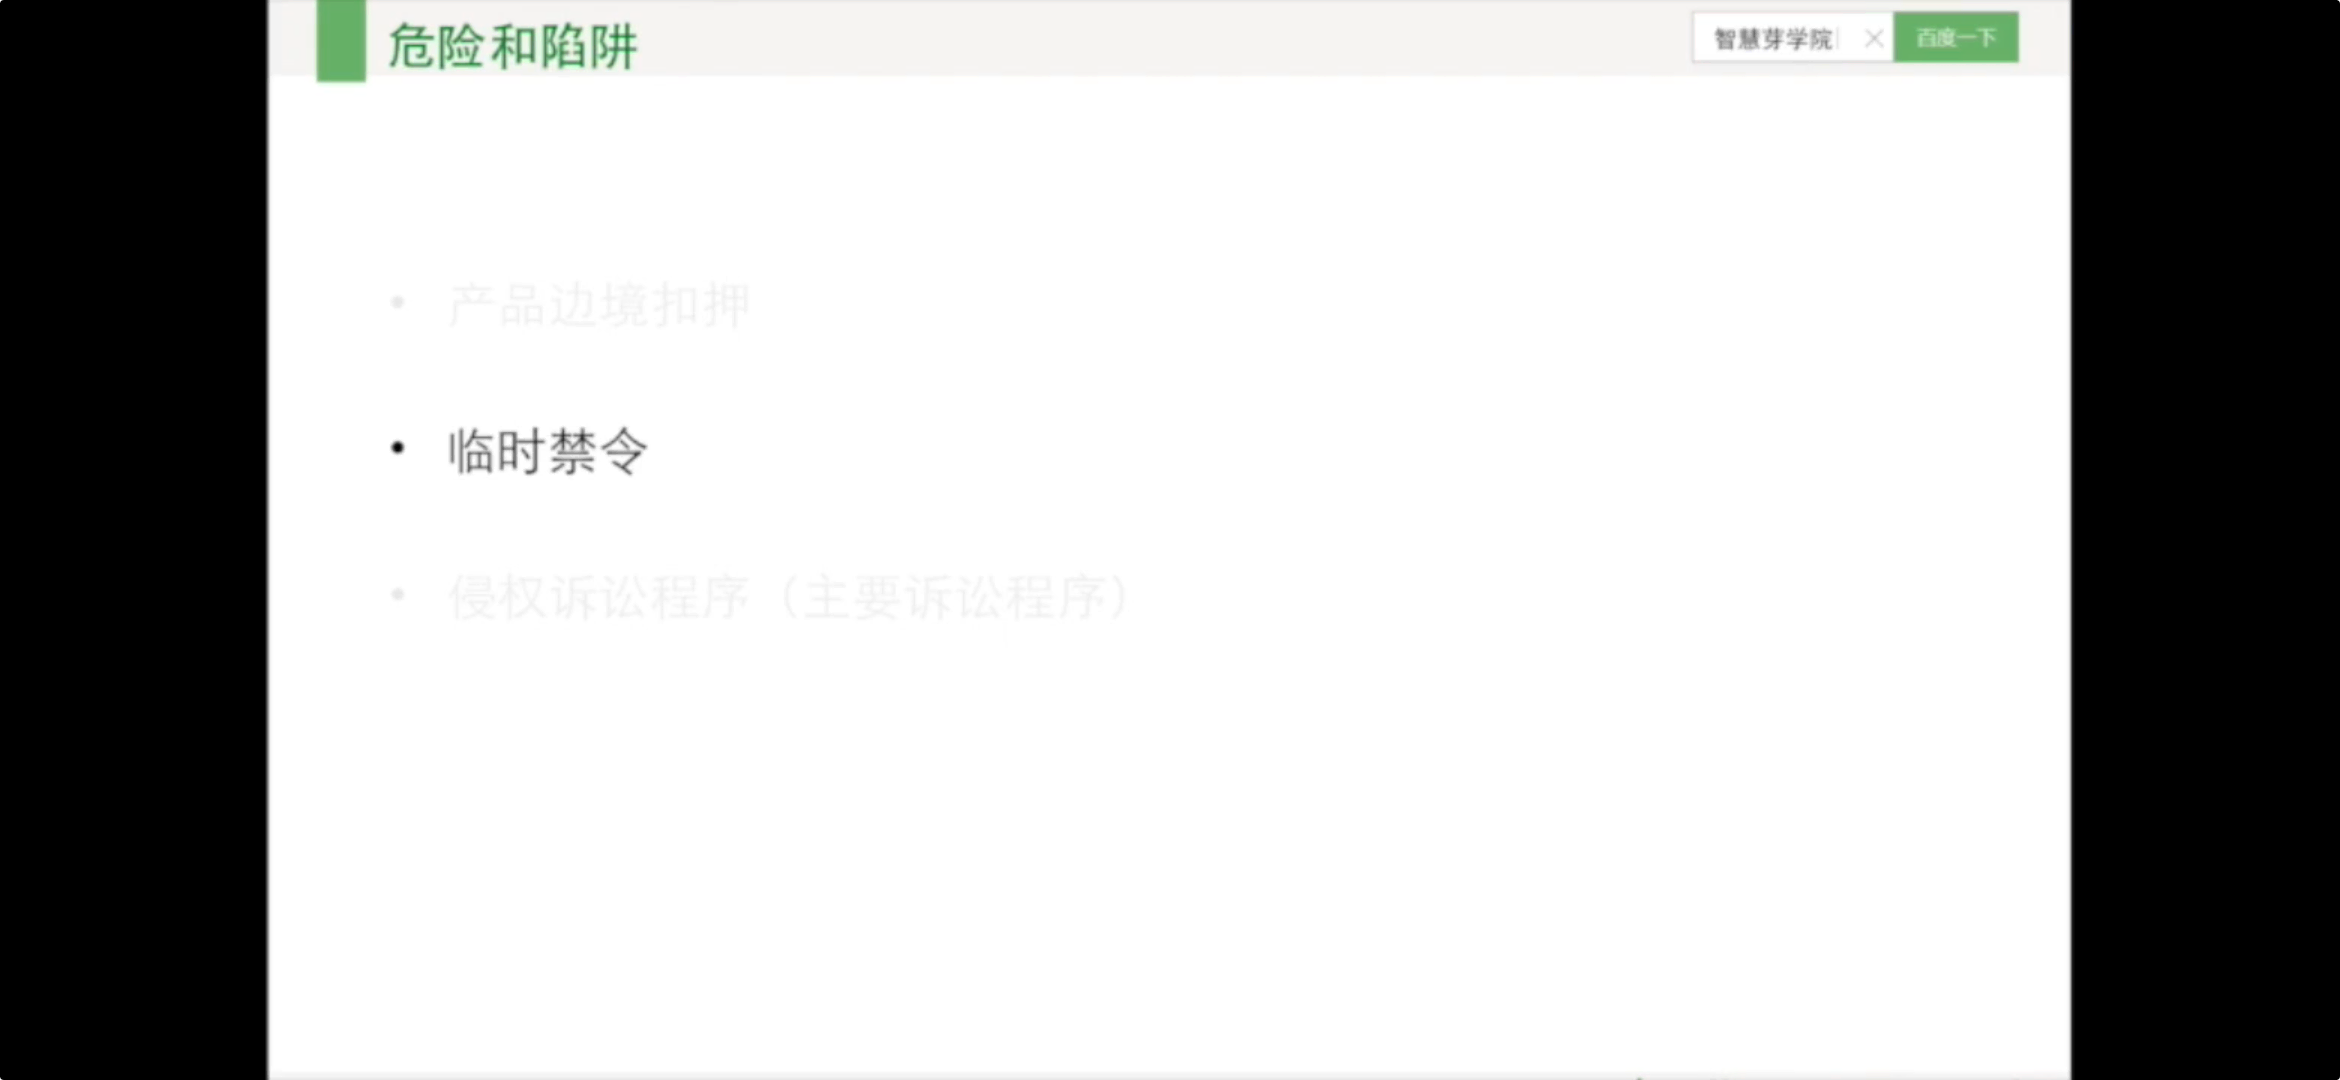 危险和陷阱
智慧芽学院
百度一下
• 产品边境扣押
• 临时禁令
• 侵权诉讼程序（主要诉讼程序）